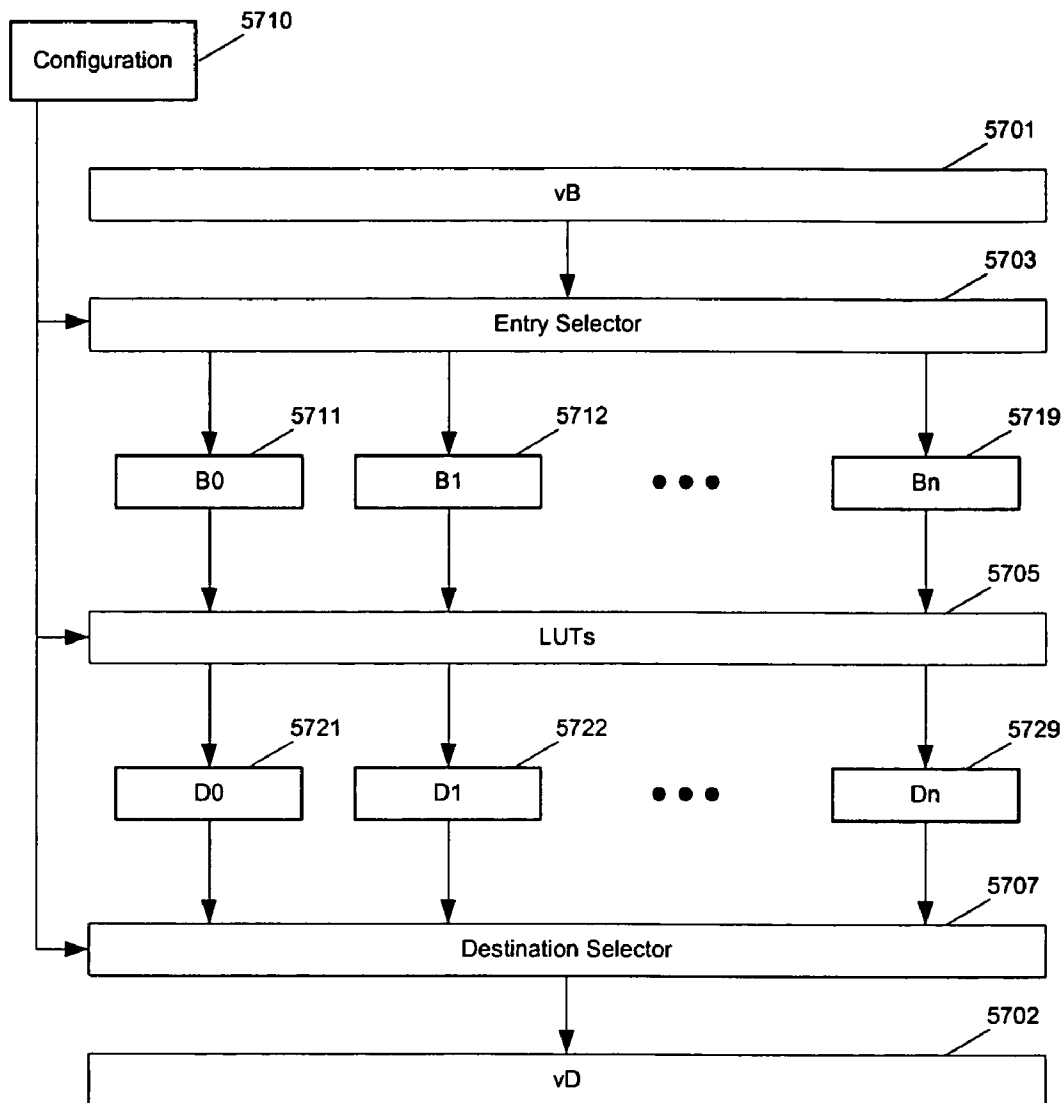 5710
Configuration
5701
vB
5703
Entry Selector
5711
5712
5719
B0
B1
Bn
5705
LUTs
5721
5722
5729
D0
D1
Dn
5707
Destination Selector
5702
vD